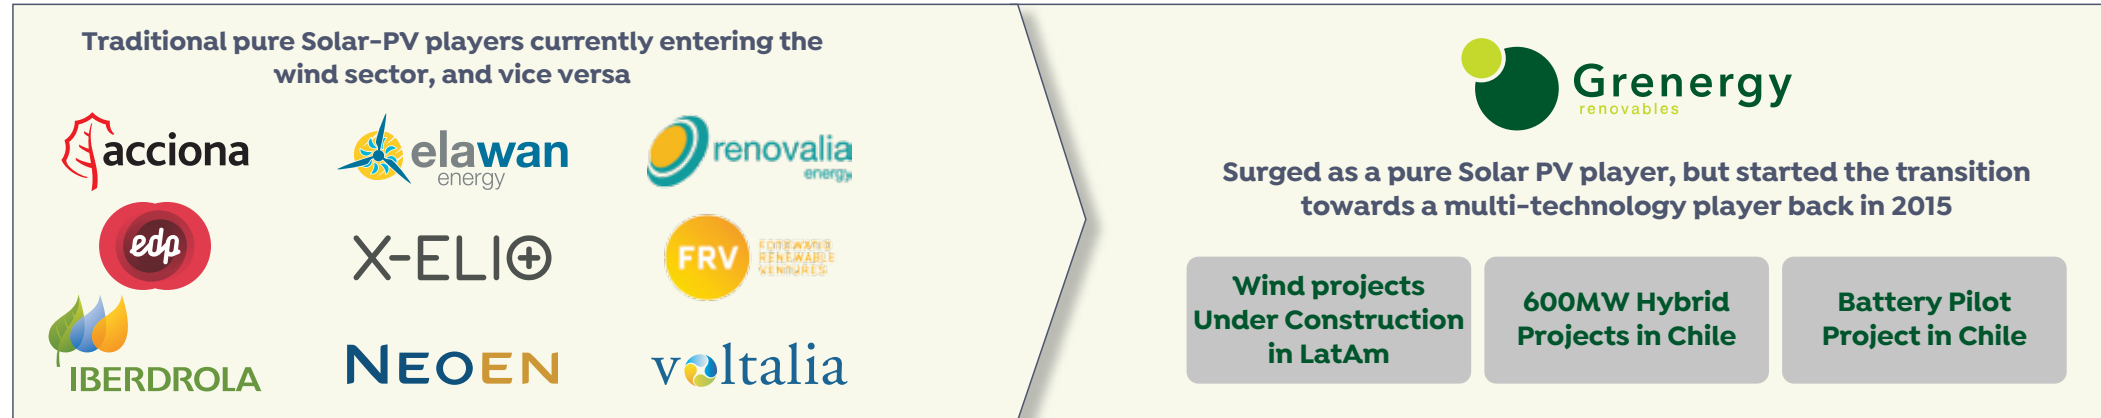 Traditional pure Solar-PV players currently entering the
wind sector, and vice versa
acciona
elawan
energy
renovalia
energy
edp
X-ELIO
FRV
FOTOWATIO
RENEWABLE
VENTURES
IBERDROLA
NEOEN
voltalia
Grenergy
renovables
Surged as a pure Solar PV player, but started the transition
towards a multi-technology player back in 2015
Wind projects
Under Construction
in LatAm
600MW Hybrid
Projects in Chile
Battery Pilot
Project in Chile